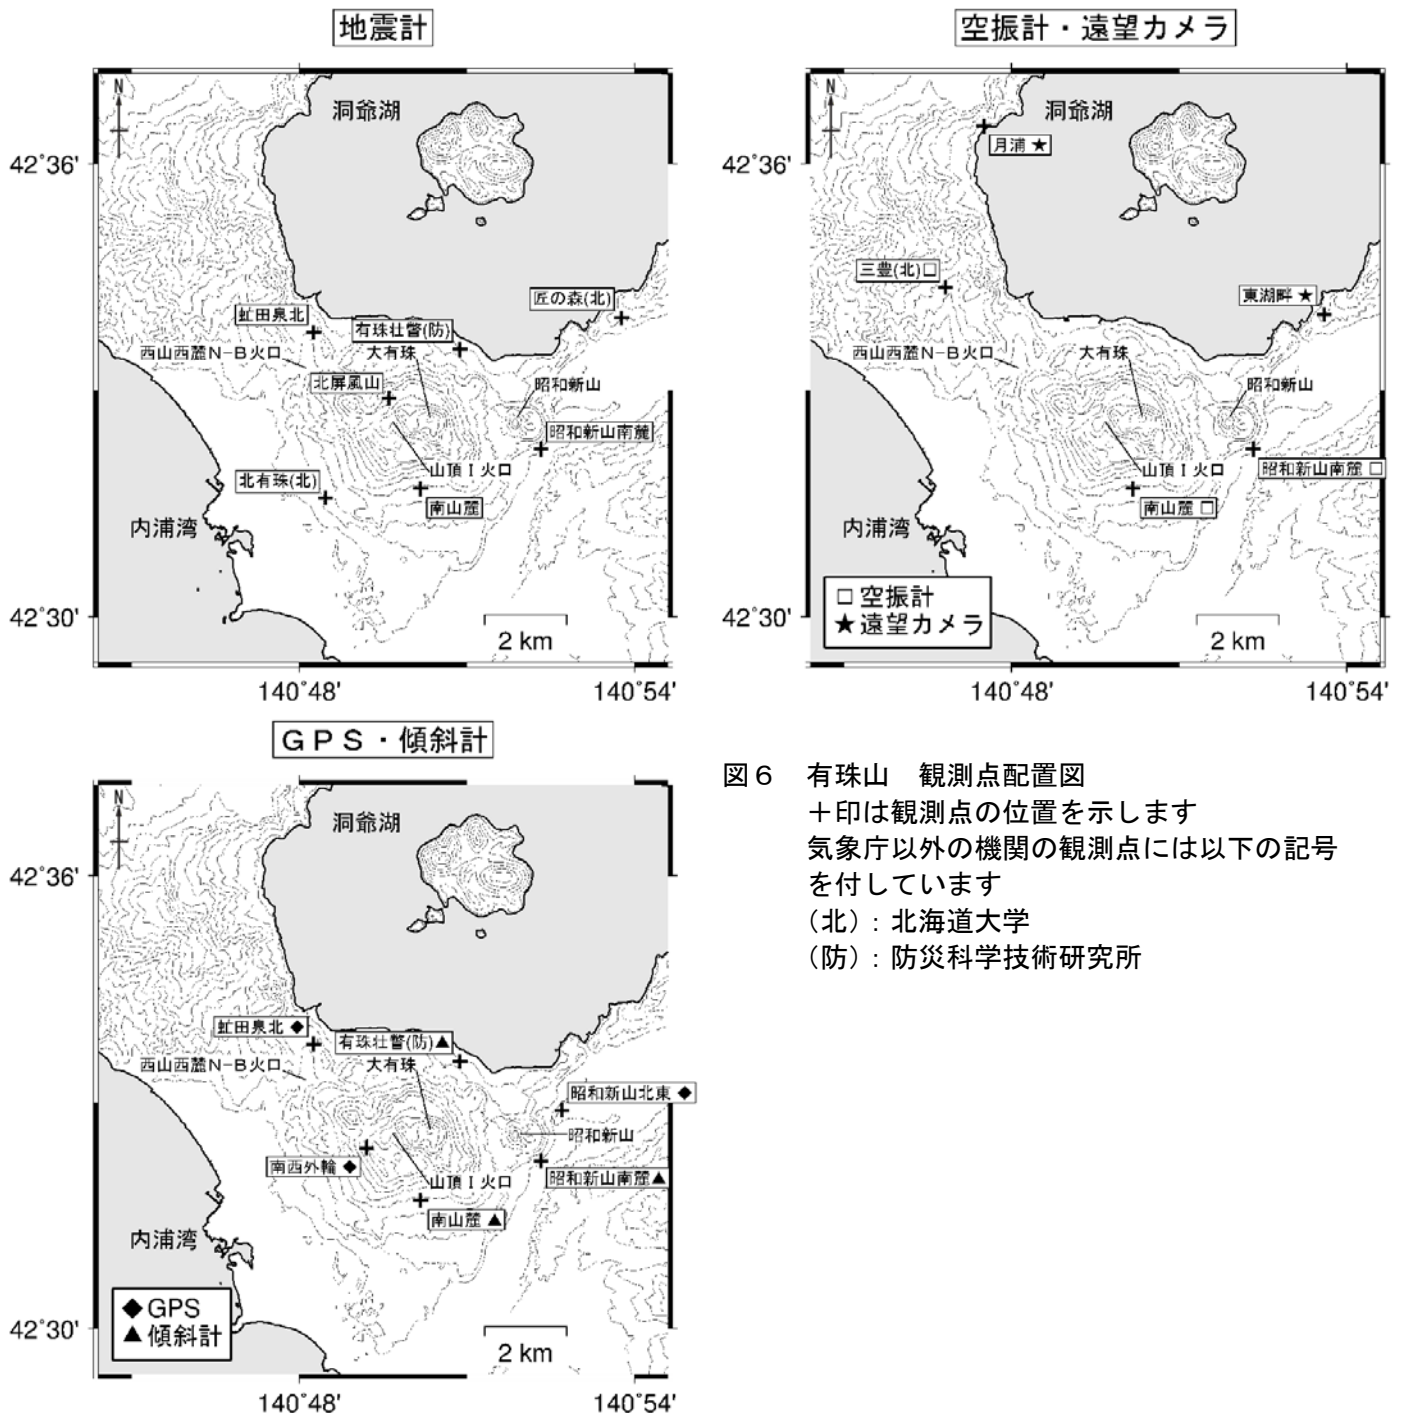 地震計
N
洞爺湖
42°36'
匠の森(北)
虻田泉北
有珠壮瞥(防)
西山西麓N-B火口
大有珠
北屏風山
昭和新山
昭和新山南麓
山頂I火口
北有珠(北)
南山麓
内浦湾
42°30'
2 km
140°48'
140°54'
空振計・遠望カメラ
N
洞爺湖
月浦 ★
42°36'
三豊(北)□
東湖畔 ★
西山西麓N-B火口
大有珠
昭和新山
山頂I火口
昭和新山南麓 □
南山麓 □
内浦湾
□ 空振計
★ 遠望カメラ
42°30'
2 km
140°48'
140°54'
GPS・傾斜計
N
洞爺湖
42°36'
虻田泉北 ◆
有珠壮瞥(防)▲
西山西麓N-B火口
大有珠
昭和新山北東 ◆
昭和新山
南西外輪 ◆
山頂I火口
昭和新山南麓▲
南山麓 ▲
内浦湾
◆ GPS
▲ 傾斜計
42°30'
2 km
140°48'
140°54'
図6　有珠山　観測点配置図
＋印は観測点の位置を示します
気象庁以外の機関の観測点には以下の記号
を付しています
（北）：北海道大学
（防）：防災科学技術研究所